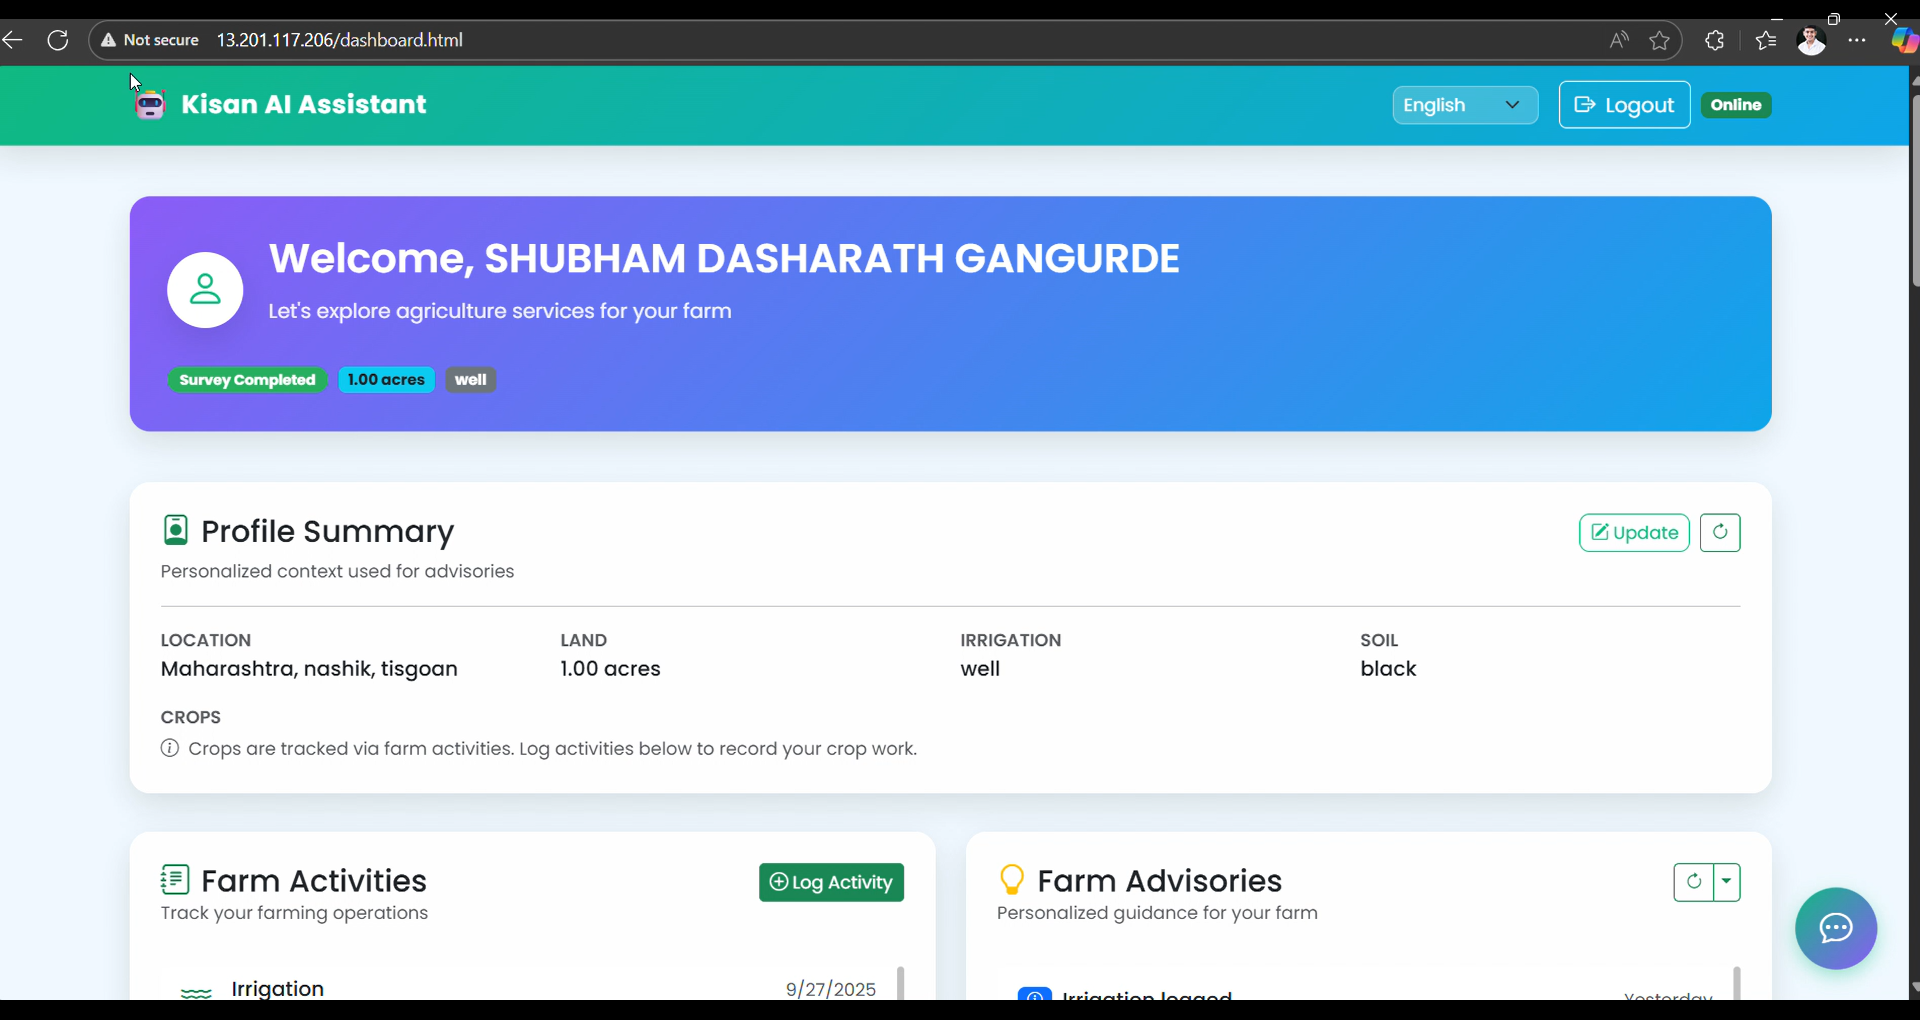 Not secure 13.201.117.206/dashboard.html
Kisan AI Assistant
English
Logout
Online
Welcome, SHUBHAM DASHARATH GANGURDE
Let's explore agriculture services for your farm
Survey Completed
1.00 acres
well
Profile Summary
Update
Personalized context used for advisories
LOCATION
Maharashtra, nashik, tisgoan
LAND
1.00 acres
IRRIGATION
well
SOIL
black
CROPS
Crops are tracked via farm activities. Log activities below to record your crop work.
Farm Activities
Log Activity
Track your farming operations
Irrigation
9/27/2025
Farm Advisories
Personalized guidance for your farm
Irrigation logged
Yesterday